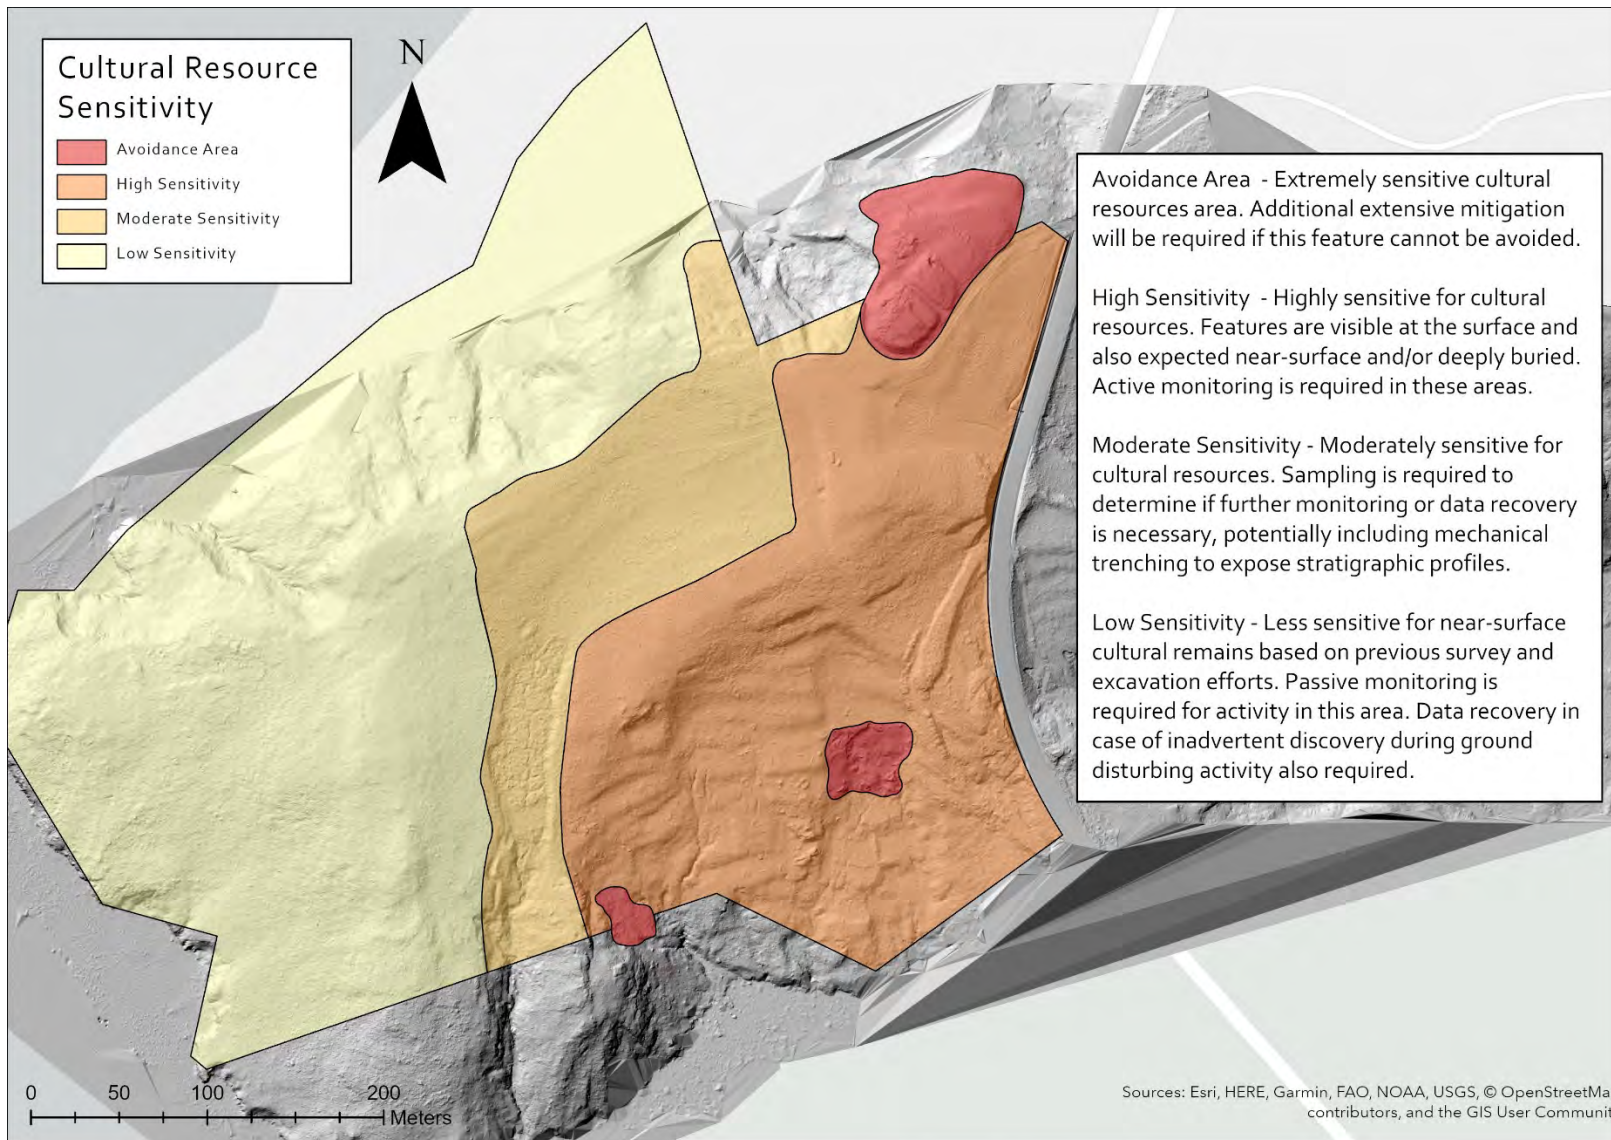 Cultural Resource
Sensitivity
Avoidance Area
High Sensitivity
Moderate Sensitivity
Low Sensitivity
N
Avoidance Area - Extremely sensitive cultural
resources area. Additional extensive mitigation
will be required if this feature cannot be avoided.
High Sensitivity - Highly sensitive for cultural
resources. Features are visible at the surface and
also expected near-surface and/or deeply buried.
Active monitoring is required in these areas.
Moderate Sensitivity - Moderately sensitive for
cultural resources. Sampling is required to
determine if further monitoring or data recovery
is necessary, potentially including mechanical
trenching to expose stratigraphic profiles.
Low Sensitivity - Less sensitive for near-surface
cultural remains based on previous survey and
excavation efforts. Passive monitoring is
required for activity in this area. Data recovery in
case of inadvertent discovery during ground
disturbing activity also required.
0 50 100 200
Meters
Sources: Esri, HERE, Garmin, FAO, NOAA, USGS, © OpenStreetMa
contributors, and the GIS User Communit